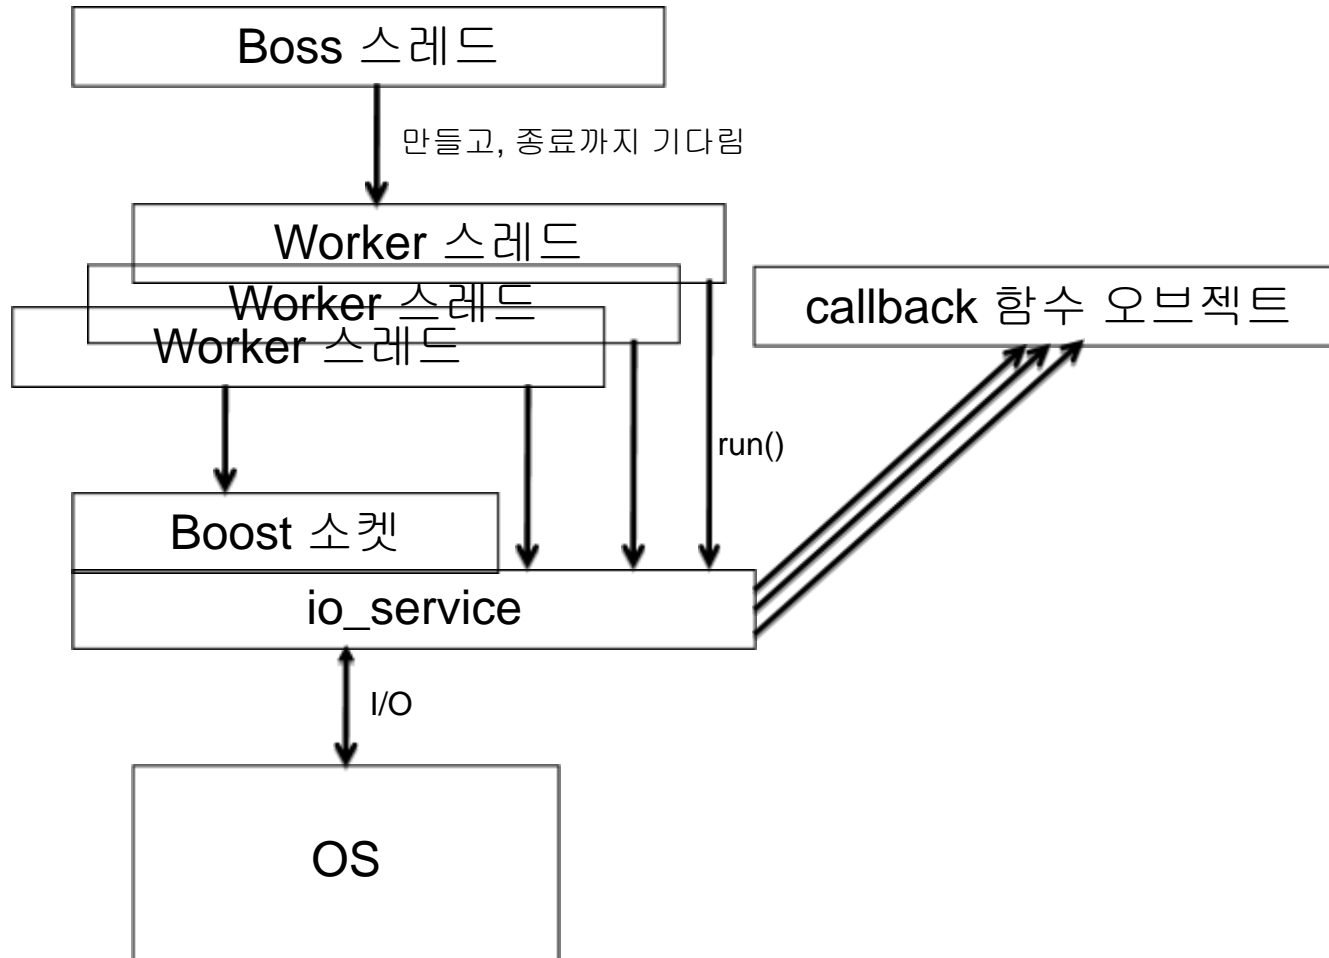 Boss 스레드
만들고, 종료까지 기다림
Worker 스레드
Worker 스레드
Worker 스레드
callback 함수 오브젝트
run()
Boost 소켓
io_service
I/O
OS